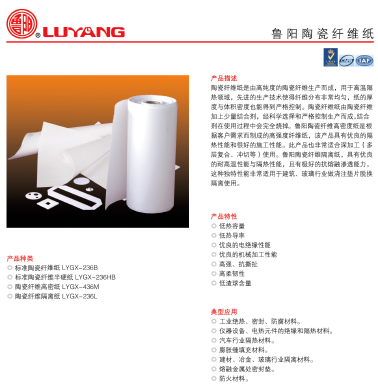 鲁阳
LUYANG
鲁阳陶瓷纤维纸
IAF
产品描述
陶瓷纤维纸是由高纯度的陶瓷纤维生产而成，用于高温隔
热领域，先进的生产技术使得纤维分布非常均匀，纸的厚
度与体积密度也能得到严格控制。陶瓷纤维纸由陶瓷纤维
加上少量结合剂，经科学选择和严格控制生产而成,结合
剂在使用过程中会完全烧掉。鲁阳陶瓷纤维高密纸是根
据客户需求而制成的高强度纤维纸，该产品具有优良的隔
热性能和很好的施工性能。此产品也非常适合深加工（多
层复合、冲切等）使用。鲁阳陶瓷纤维隔离纸，具有优良
的耐高温性能与隔热性能，且有很好的抗熔融渗透能力。
这种独特性能非常适用于建筑、玻璃行业做浇注垫片脱模
隔离使用。
产品特性
低热容量
低热导率
优良的电绝缘性能
优良的机械加工性能
高强、抗撕扯
高柔韧性
低渣球含量
产品种类
标准陶瓷纤维纸 LYGX-236B
标准陶瓷纤维半硬纸 LYGX-236HB
陶瓷纤维高密纸 LYGX-436M
陶瓷纤维隔离纸 LYGX-236L
典型应用
工业绝热、密封、防腐材料。
仪器设备、电热元件的绝缘和隔热材料。
汽车行业隔热材料。
膨胀缝填充材料。
建材、冶金、玻璃行业隔离材料。
熔融金属处密封垫。
防火材料。